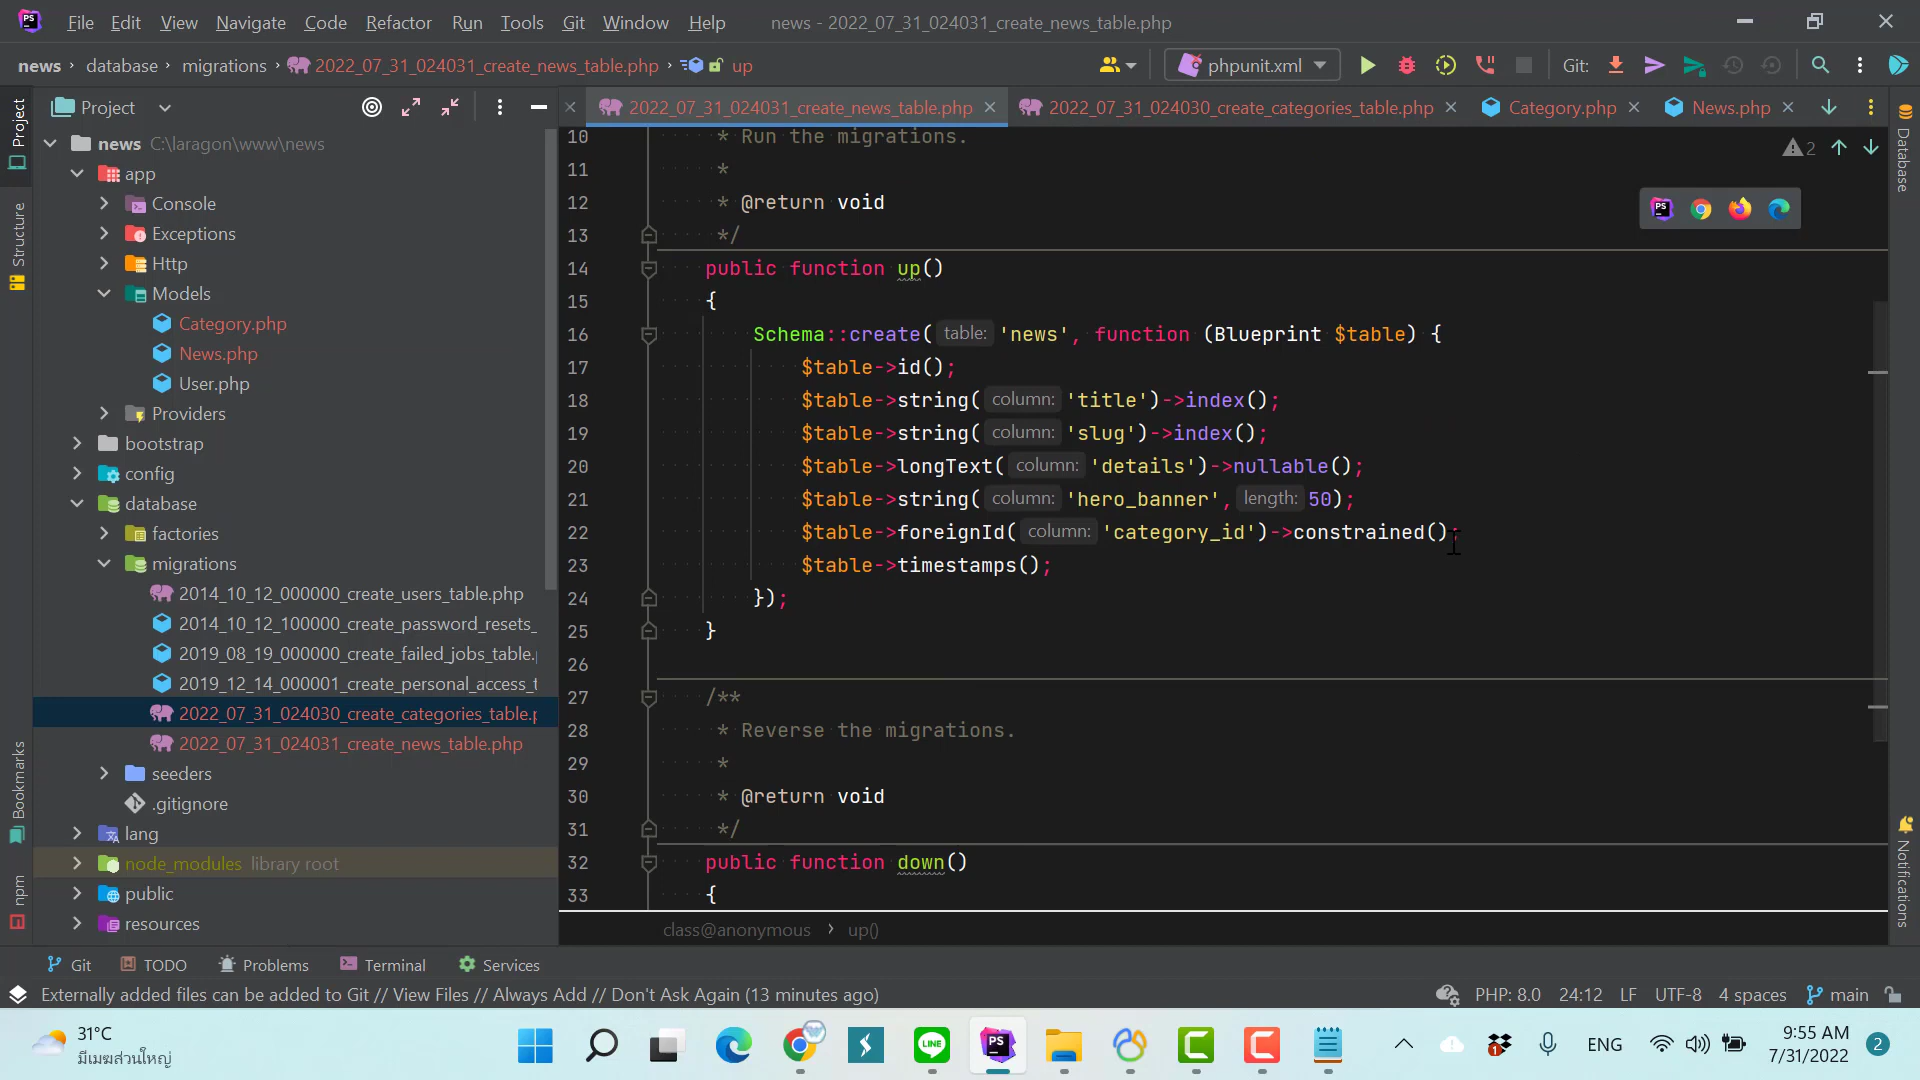 File Edit View Navigate Code Refactor Run Tools Git Window Help news - 2022_07_31_024031_create_news_table.php
news › database › migrations › 2022_07_31_024031_create_news_table.php › up
phpunit.xml Git:
Project
2022_07_31_024031_create_news_table.php 2022_07_31_024030_create_categories_table.php Category.php News.php
Project
Structure
Bookmarks
npm
news C:\laragon\www\news
app
Console
Exceptions
Http
Models
Category.php
News.php
User.php
Providers
bootstrap
config
database
factories
migrations
2014_10_12_000000_create_users_table.php
2014_10_12_100000_create_password_resets_
2019_08_19_000000_create_failed_jobs_table.
2019_12_14_000001_create_personal_access_t
2022_07_31_024030_create_categories_table.p
2022_07_31_024031_create_news_table.php
seeders
.gitignore
lang
node_modules library root
public
resources
10 * Run the migrations.
11 *
12 * @return void
13 */
14 public function up()
15 {
16 Schema::create( table: 'news', function (Blueprint $table) {
17 $table->id();
18 $table->string( column: 'title')->index();
19 $table->string( column: 'slug')->index();
20 $table->longText( column: 'details')->nullable();
21 $table->string( column: 'hero_banner', length: 50);
22 $table->foreignId( column: 'category_id')->constrained();
23 $table->timestamps();
24 });
25 }
26
27 /**
28 * Reverse the migrations.
29 *
30 * @return void
31 */
32 public function down()
33 {
2
Database
Notifications
class@anonymous › up()
Git TODO Problems Terminal Services
Externally added files can be added to Git // View Files // Always Add // Don't Ask Again (13 minutes ago) PHP: 8.0 24:12 LF UTF-8 4 spaces main
31°C
มีเมฆส่วนใหญ่
ENG
9:55 AM
7/31/2022
2